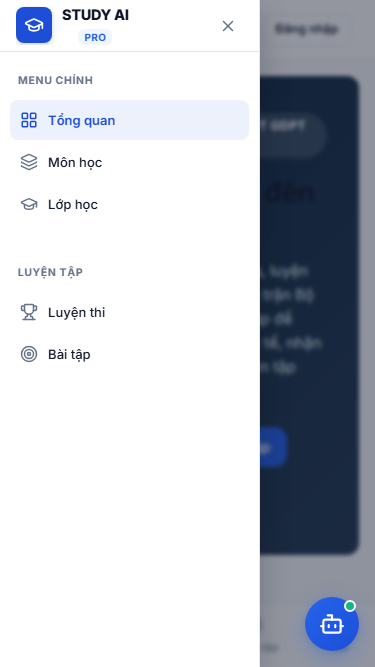 STUDY AI
PRO
Đăng nhập
MENU CHÍNH
Tổng quan
Môn học
Lớp học
LUYỆN TẬP
Luyện thi
Bài tập